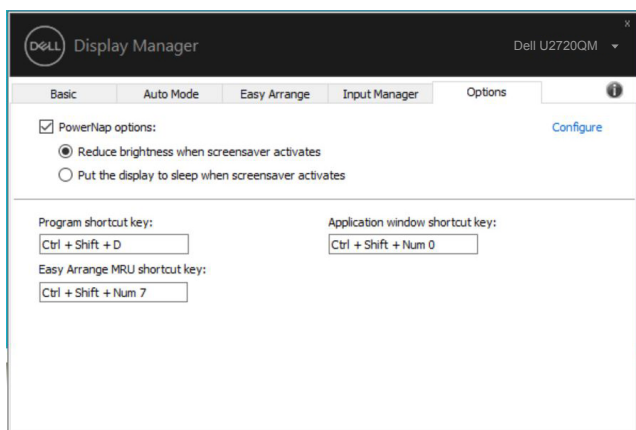 x
DELL Display Manager Dell U2720QM
Basic Auto Mode Easy Arrange Input Manager Options
PowerNap options: Configure
Reduce brightness when screensaver activates
Put the display to sleep when screensaver activates
Program shortcut key: Application window shortcut key:
Ctrl + Shift + D Ctrl + Shift + Num 0
Easy Arrange MRU shortcut key:
Ctrl + Shift + Num 7